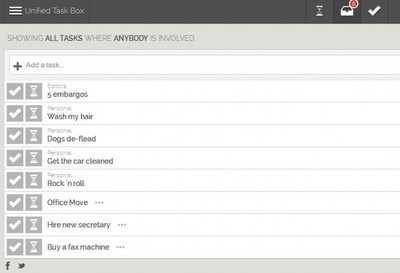 Unified Task Box
SHOWING ALL TASKS WHERE ANYBODY IS INVOLVED.
Add a task...
Editors:
5 embargos
Personal:
Wash my hair
Personal:
Dogs de-flead
Personal:
Get the car cleaned
Personal:
Rock 'n roll
Office Move
Hire new secretary
Buy a fax machine